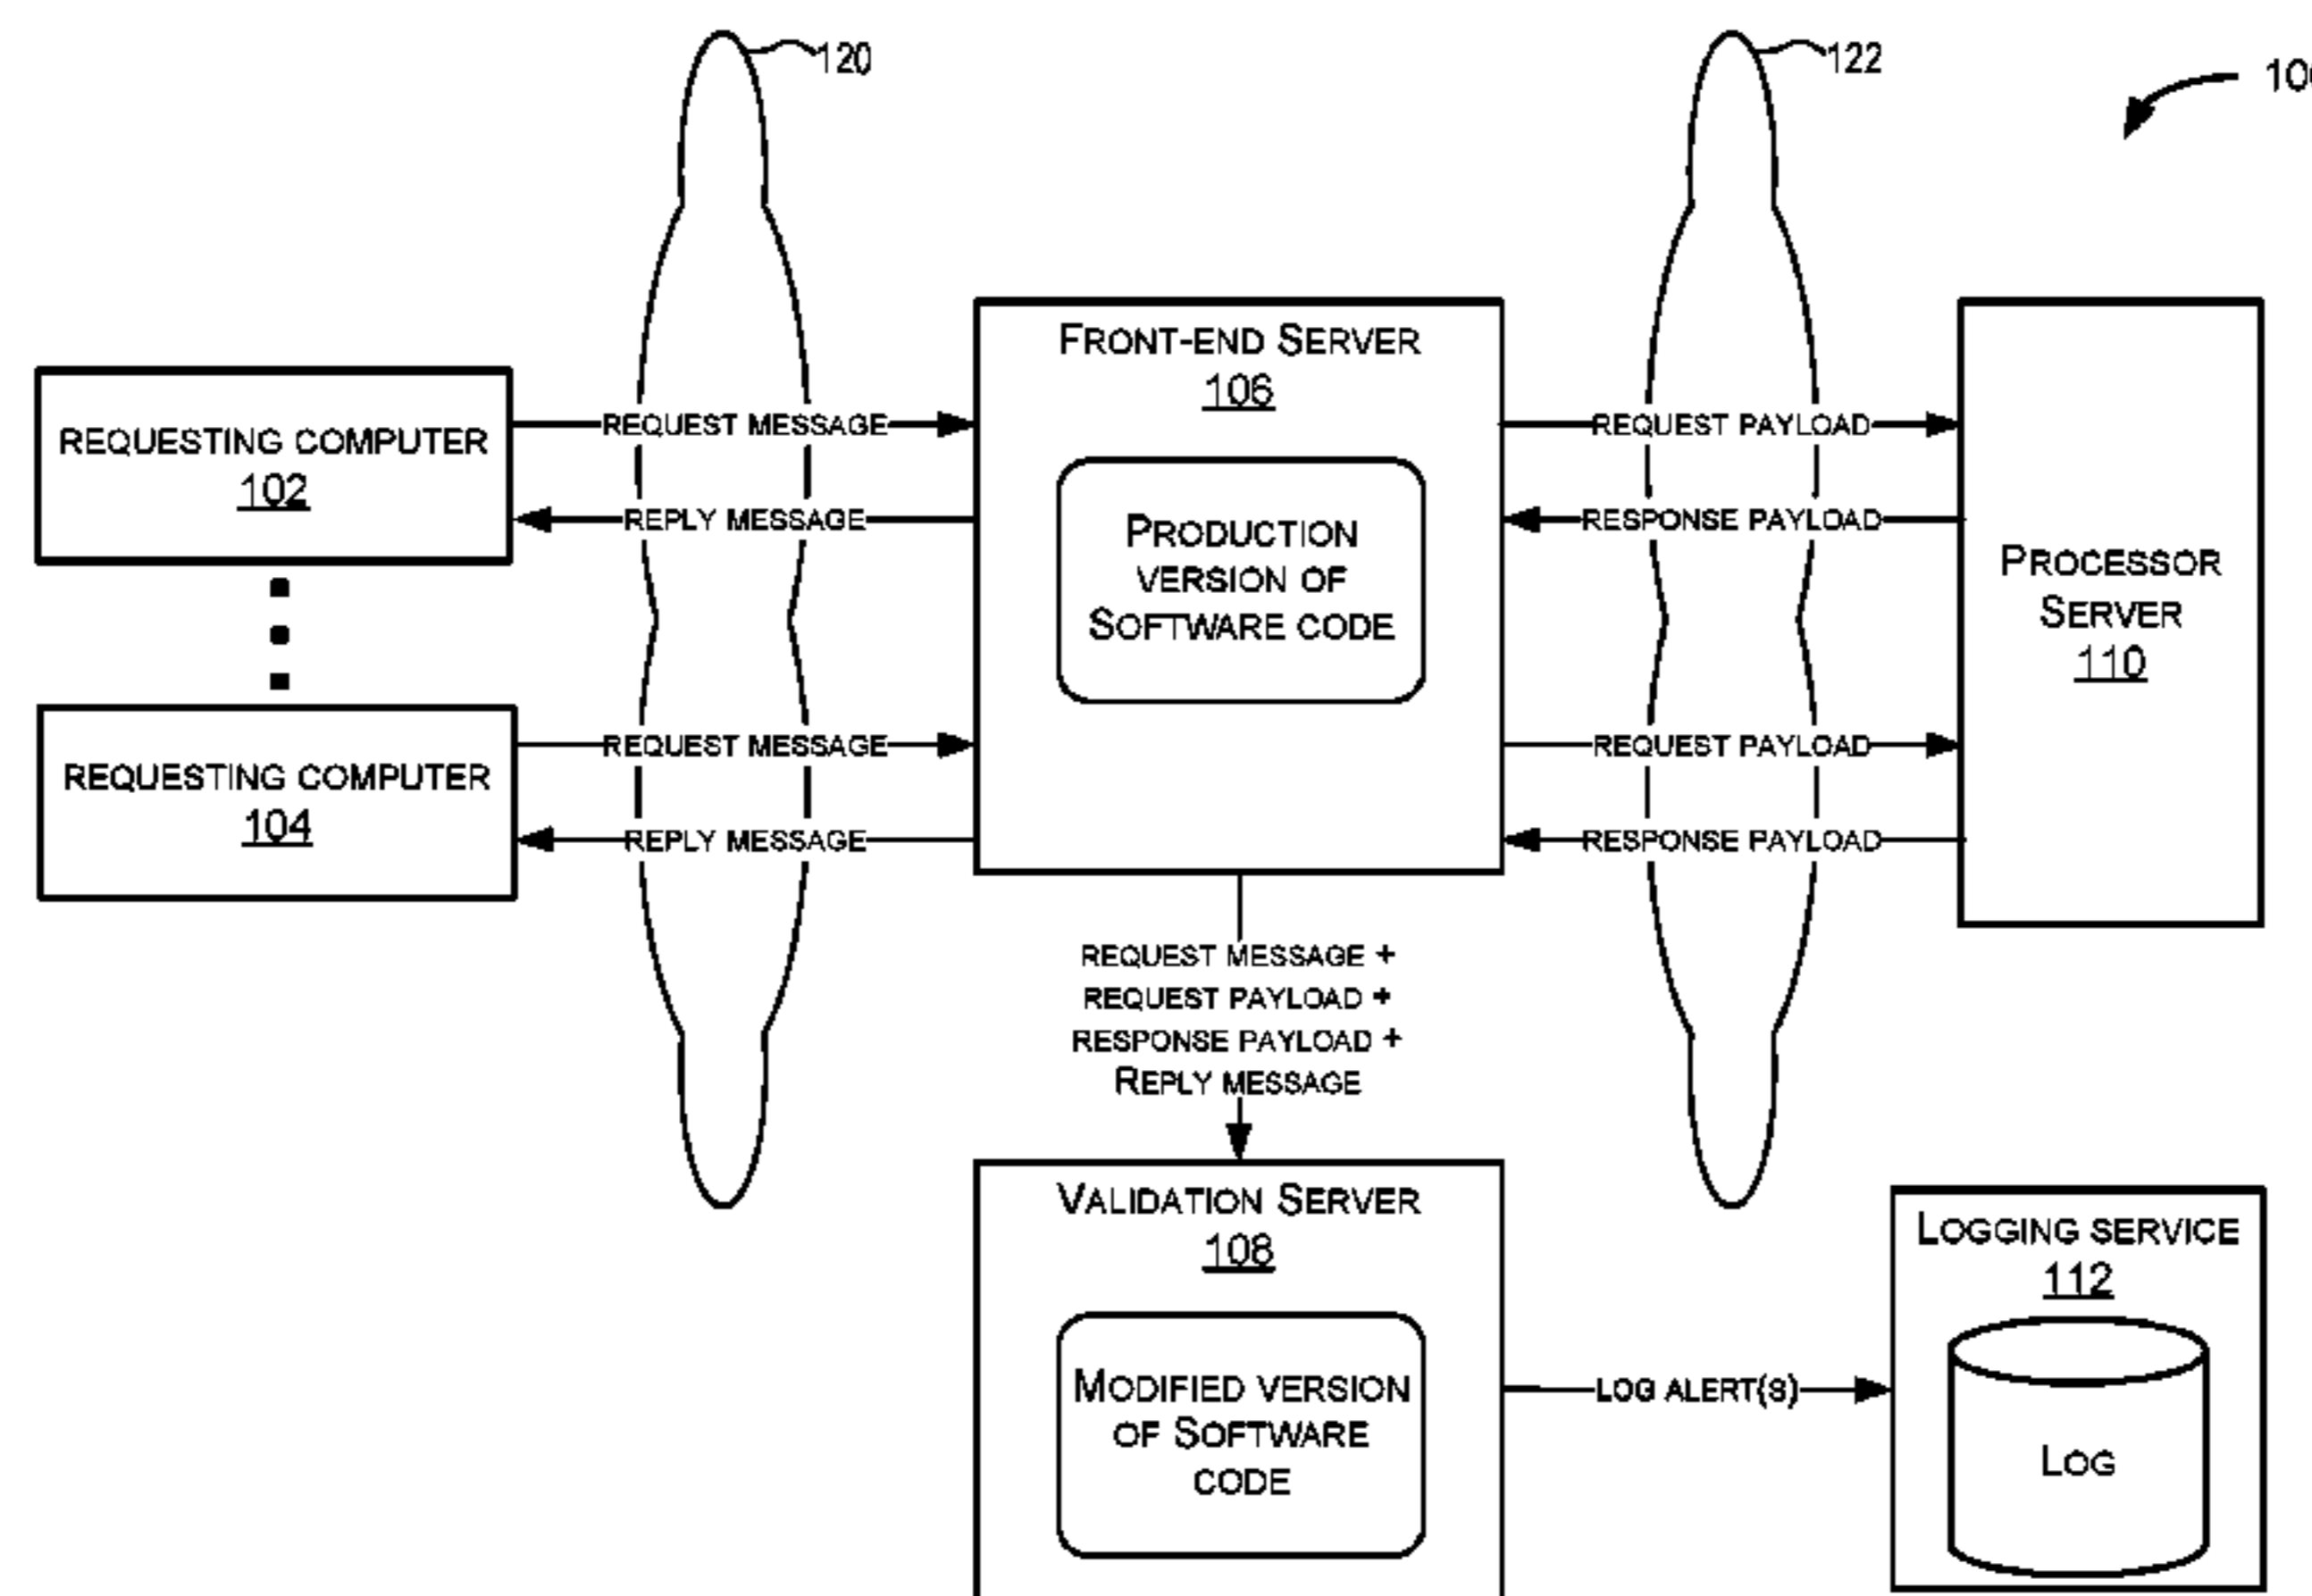 120
122
100
FRONT-END SERVER
106
REQUESTING COMPUTER
102
REQUEST MESSAGE
REPLY MESSAGE
PRODUCTION
VERSION OF
SOFTWARE CODE
REQUEST PAYLOAD
RESPONSE PAYLOAD
PROCESSOR
SERVER
110
REQUESTING COMPUTER
104
REQUEST MESSAGE
REPLY MESSAGE
REQUEST PAYLOAD
RESPONSE PAYLOAD
REQUEST MESSAGE +
REQUEST PAYLOAD +
RESPONSE PAYLOAD +
REPLY MESSAGE
VALIDATION SERVER
108
MODIFIED VERSION
OF SOFTWARE
CODE
LOG ALERT(S)
LOGGING SERVICE
112
LOG